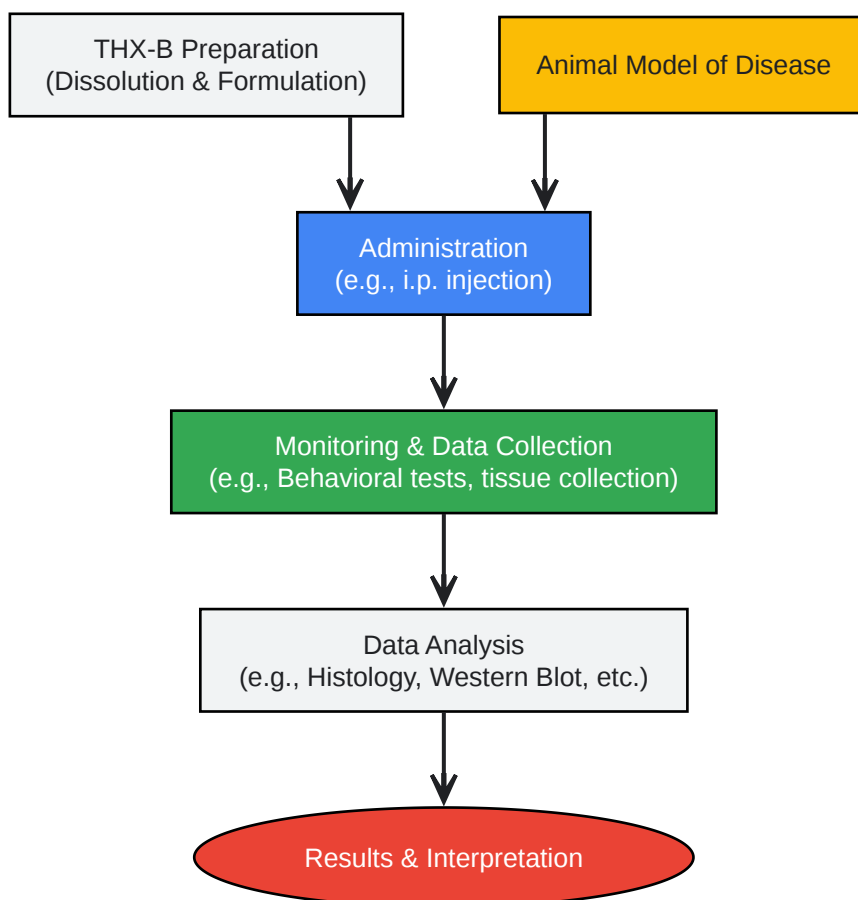 THX-B Preparation
(Dissolution & Formulation)
Animal Model of Disease
Administration
(e.g., i.p. injection)
Monitoring & Data Collection
(e.g., Behavioral tests, tissue collection)
Data Analysis
(e.g., Histology, Western Blot, etc.)
Results & Interpretation